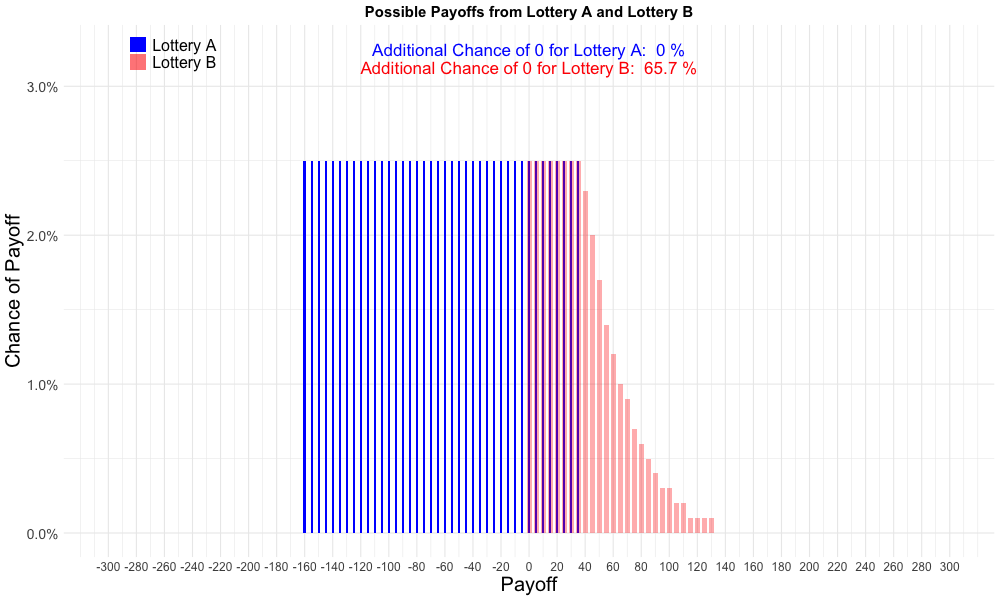 Possible Payoffs from Lottery A and Lottery B
Lottery A
Lottery B
Additional Chance of 0 for Lottery A:  0 %
Additional Chance of 0 for Lottery B:  65.7 %
Chance of Payoff
3.0%
2.0%
1.0%
0.0%
-300 -280 -260 -240 -220 -200 -180 -160 -140 -120 -100 -80 -60 -40 -20 0 20 40 60 80 100 120 140 160 180 200 220 240 260 280 300
Payoff